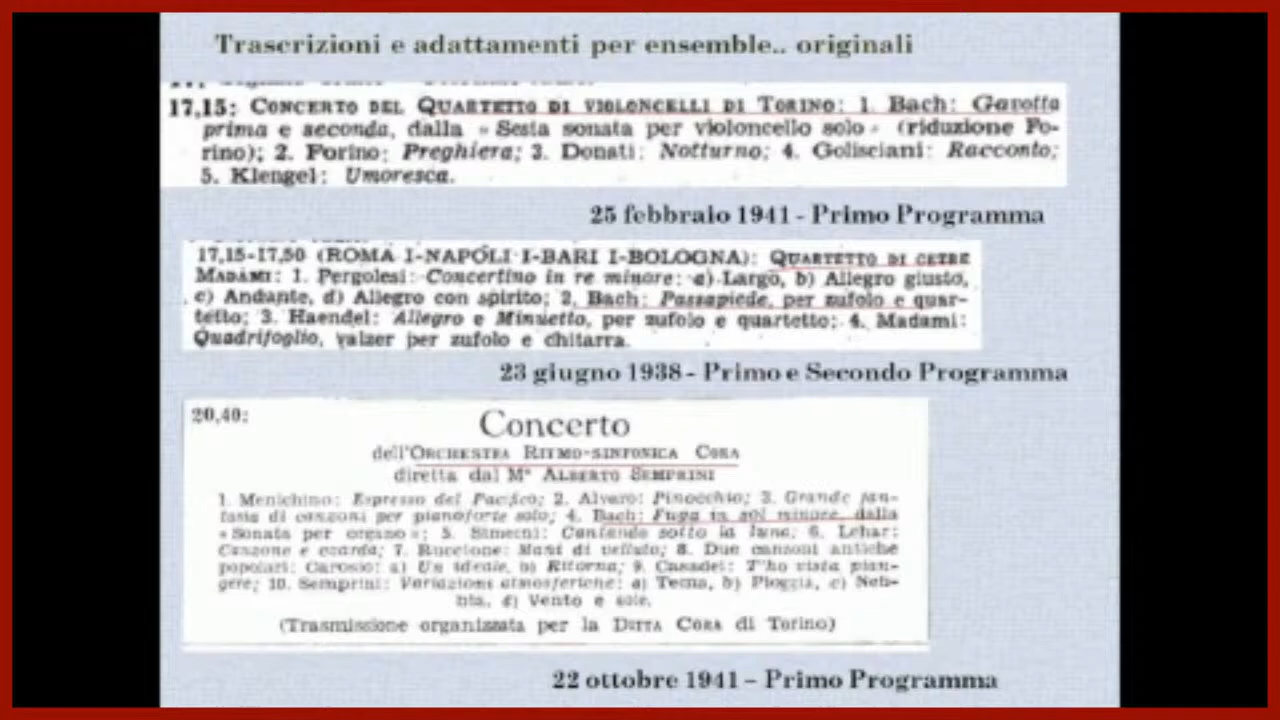 Trascrizioni e adattamenti per ensemble.. originali
17,15: CONCERTO DEL QUARTETTO DI VIOLONCELLI DI TORINO: 1. Bach: Gavotta
prima e seconda, dalla « Sesta sonata per violoncello solo » (riduzione Fo-
rino); 2. Forino: Preghiera; 3. Donati: Notturno; 4. Golisciani: Racconto;
5. Klengel: Umoresca.
25 febbraio 1941 - Primo Programma
17,15-17,50 (ROMA I-NAPOLI I-BARI I-BOLOGNA): QUARTETTO DI CETRE
MADAMI: 1. Pergolesi: Concertino in re minore: a) Largo, b) Allegro giusto,
c) Andante, d) Allegro con spirito; 2. Bach: Passapiede, per zufolo e quar-
tetto; 3. Haendel: Allegro e Minuetto, per zufolo e quartetto; 4. Madami:
Quadrifoglio, valzer per zufolo e chitarra.
23 giugno 1938 - Primo e Secondo Programma
20,40:
Concerto
dell'ORCHESTRA RITMO-SINFONICA CORA
diretta dal M° ALBERTO SEMPRINI
1. Menichino: Espresso del Pacifico; 2. Alvaro: Pinocchio; 3. Grande fan-
tasia di canzoni per pianoforte solo; 4. Bach: Fuga in sol minore, dalla
« Sonata per organo »; 5. Simeoni: Cantando sotto la luna; 6. Lehar:
Canzone e czarda; 7. Ruccione: Mani di velluto; 8. Due canzoni antiche
popolari: Carosio: a) Un ideale, b) Ritorna; 9. Casadei: T'ho vista pian-
gere; 10. Semprini: Variazioni atmosferiche: a) Tema, b) Pioggia, c) Neb-
bia, d) Vento e sole.
(Trasmissione organizzata per la DITTA CORA di Torino)
22 ottobre 1941 – Primo Programma